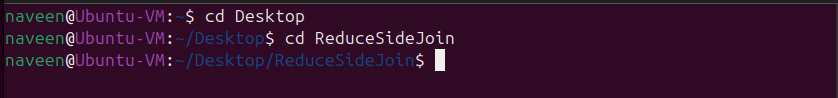 naveen@Ubuntu-VM:~$ cd Desktop
naveen@Ubuntu-VM:~/Desktop$ cd ReduceSideJoin
naveen@Ubuntu-VM:~/Desktop/ReduceSideJoin$